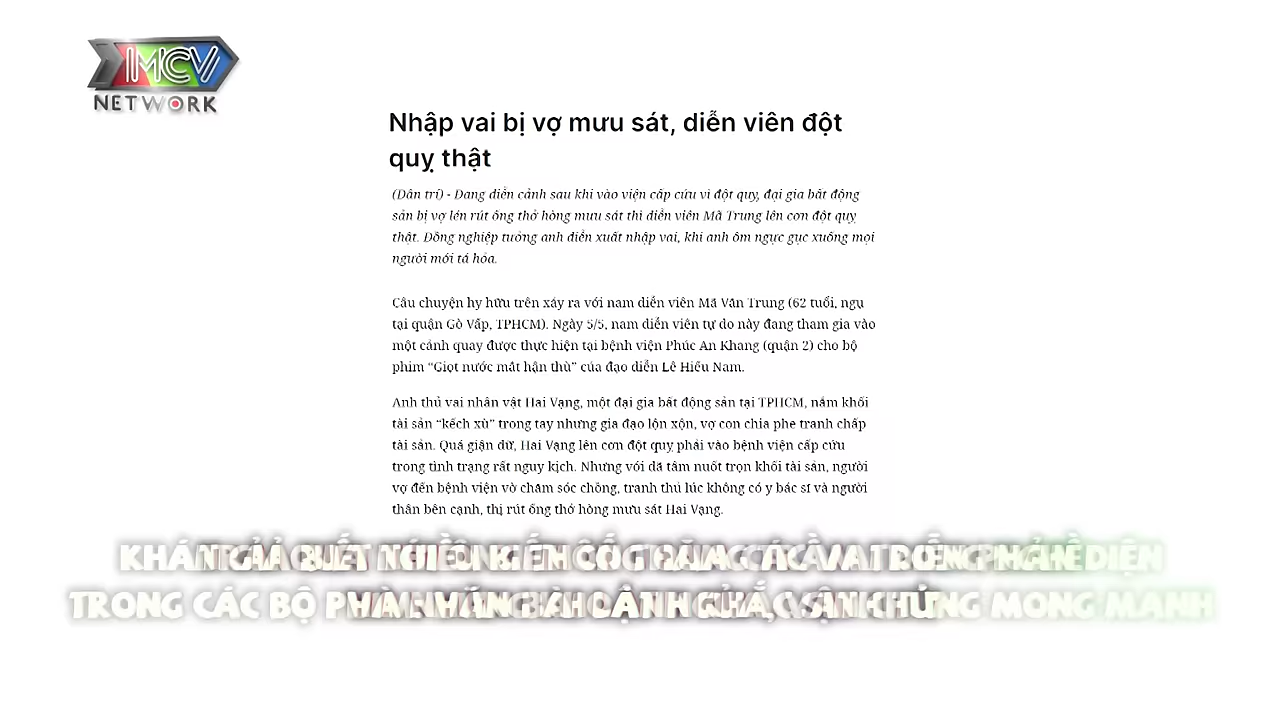 MCV
NETWORK
Nhập vai bị vợ mưu sát, diễn viên đột
quỵ thật
(Dân trí) - Đang diễn cảnh sau khi vào viện cấp cứu vì đột quỵ, đại gia bất động
sản bị vợ lén rút ống thở hòng mưu sát thì diễn viên Mã Trung lên cơn đột quỵ
thật. Đồng nghiệp tưởng anh diễn xuất nhập vai, khi anh ôm ngực gục xuống mọi
người mới tá hỏa.
Câu chuyện hy hữu trên xảy ra với nam diễn viên Mã Văn Trung (62 tuổi, ngụ
tại quận Gò Vấp, TPHCM). Ngày 5/5, nam diễn viên tự do này đang tham gia vào
một cảnh quay được thực hiện tại bệnh viện Phúc An Khang (quận 2) cho bộ
phim “Giọt nước mắt hận thù” của đạo diễn Lê Hiếu Nam.
Anh thủ vai nhân vật Hai Vạng, một đại gia bất động sản tại TPHCM, nắm khối
tài sản “kếch xù” trong tay nhưng gia đạo lộn xộn, vợ con chia phe tranh chấp
tài sản. Quá giận dữ, Hai Vạng lên cơn đột quỵ phải vào bệnh viện cấp cứu
trong tình trạng rất nguy kịch. Nhưng với dã tâm nuốt trọn khối tài sản, người
vợ đến bệnh viện vờ chăm sóc chồng, tranh thủ lúc không có y bác sĩ và người
thân bên cạnh, thị rút ống thở hòng mưu sát Hai Vạng.
KHÁN DIỆN
TRONG CÁC BỘ MONG MANH